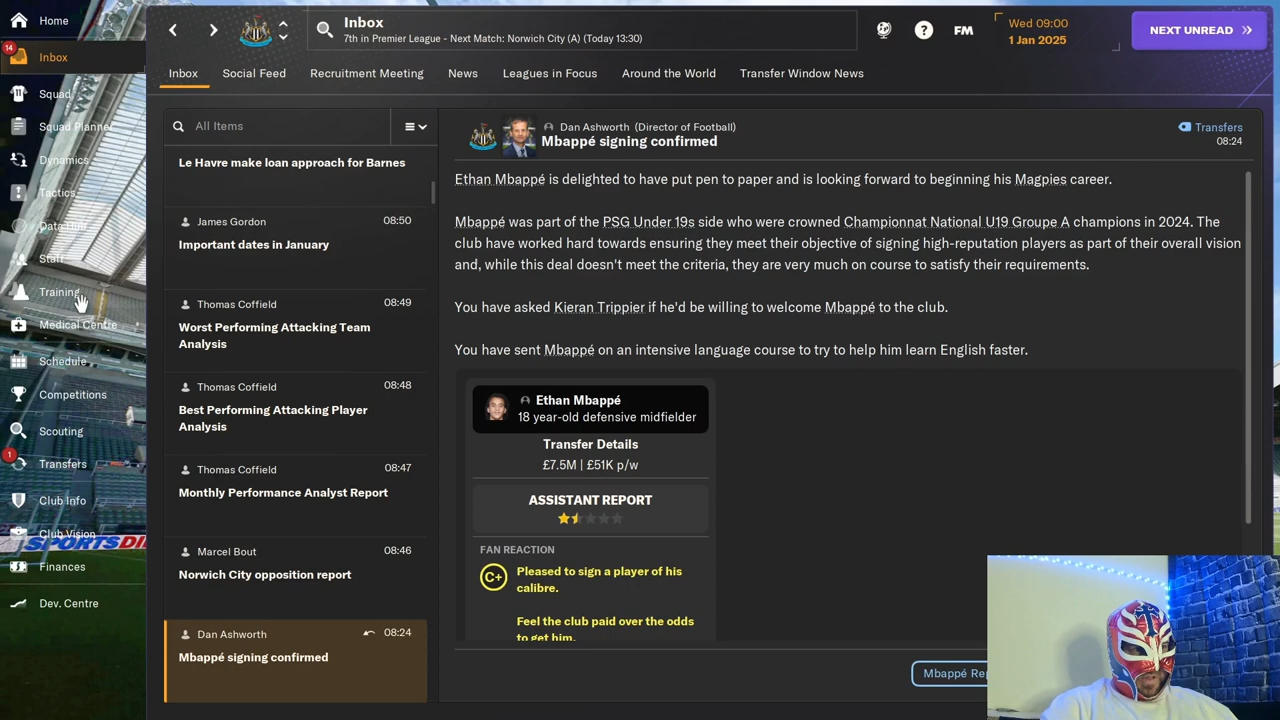 Home
14
Inbox
Squad
Squad Planner
Dynamics
Tactics
Data Hub
Staff
Training
Medical Centre
Schedule
Competitions
Scouting
1
Transfers
Club Info
Club Vision
SPORTS DI
Finances
Dev. Centre
Inbox
7th in Premier League - Next Match: Norwich City (A) (Today 13:30)
?
FM
Wed 09:00
1 Jan 2025
NEXT UNREAD
Inbox
Social Feed
Recruitment Meeting
News
Leagues in Focus
Around the World
Transfer Window News
All Items
Le Havre make loan approach for Barnes
James Gordon 08:50
Important dates in January
Thomas Coffield 08:49
Worst Performing Attacking Team
Analysis
Thomas Coffield 08:48
Best Performing Attacking Player
Analysis
Thomas Coffield 08:47
Monthly Performance Analyst Report
Marcel Bout 08:46
Norwich City opposition report
Dan Ashworth 08:24
Mbappé signing confirmed
Dan Ashworth (Director of Football)
Mbappé signing confirmed
Transfers
08:24
Ethan Mbappé is delighted to have put pen to paper and is looking forward to beginning his Magpies career.
Mbappé was part of the PSG Under 19s side who were crowned Championnat National U19 Groupe A champions in 2024. The
club have worked hard towards ensuring they meet their objective of signing high-reputation players as part of their overall vision
and, while this deal doesn't meet the criteria, they are very much on course to satisfy their requirements.
You have asked Kieran Trippier if he'd be willing to welcome Mbappé to the club.
You have sent Mbappé on an intensive language course to try to help him learn English faster.
Ethan Mbappé
18 year-old defensive midfielder
Transfer Details
£7.5M | £51K p/w
ASSISTANT REPORT
FAN REACTION
C+
Pleased to sign a player of his
calibre.
Feel the club paid over the odds
to get him.
Mbappé Rep